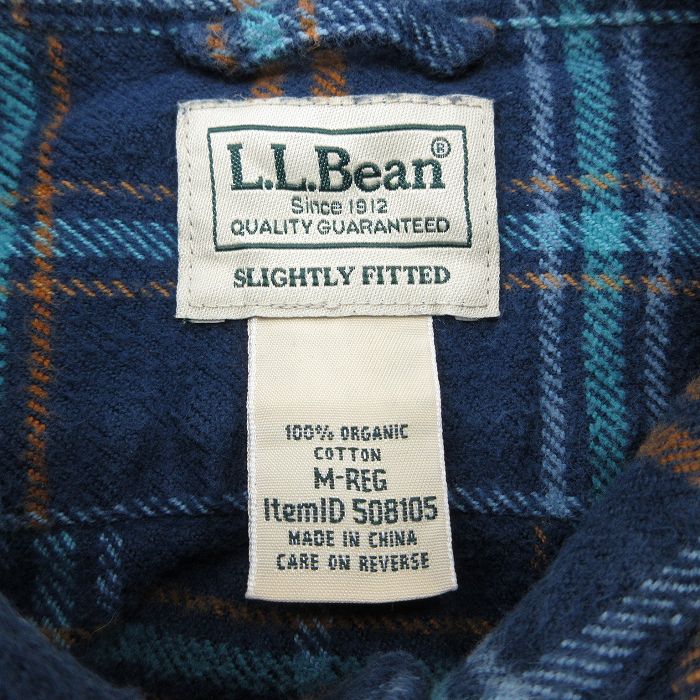 L.L.Bean®
Since 1912
QUALITY GUARANTEED
SLIGHTLY FITTED
100% ORGANIC
COTTON
M-REG
ItemID 508105
MADE IN CHINA
CARE ON REVERSE